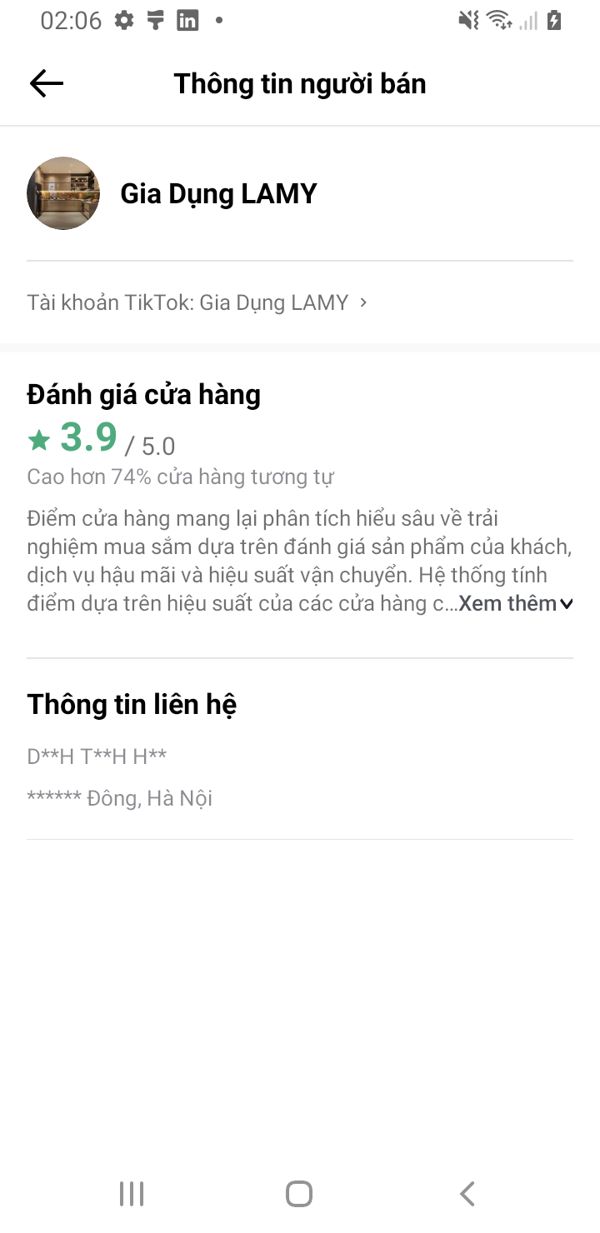 02:06
in
Thông tin người bán
Gia Dụng LAMY
Tài khoản TikTok: Gia Dụng LAMY >
Đánh giá cửa hàng
★ 3.9 / 5.0
Cao hơn 74% cửa hàng tương tự
Điểm cửa hàng mang lại phân tích hiểu sâu về trải
nghiệm mua sắm dựa trên đánh giá sản phẩm của khách,
dịch vụ hậu mãi và hiệu suất vận chuyển. Hệ thống tính
điểm dựa trên hiệu suất của các cửa hàng c...Xem thêm
Thông tin liên hệ
D**H T**H H**
****** Đông, Hà Nội